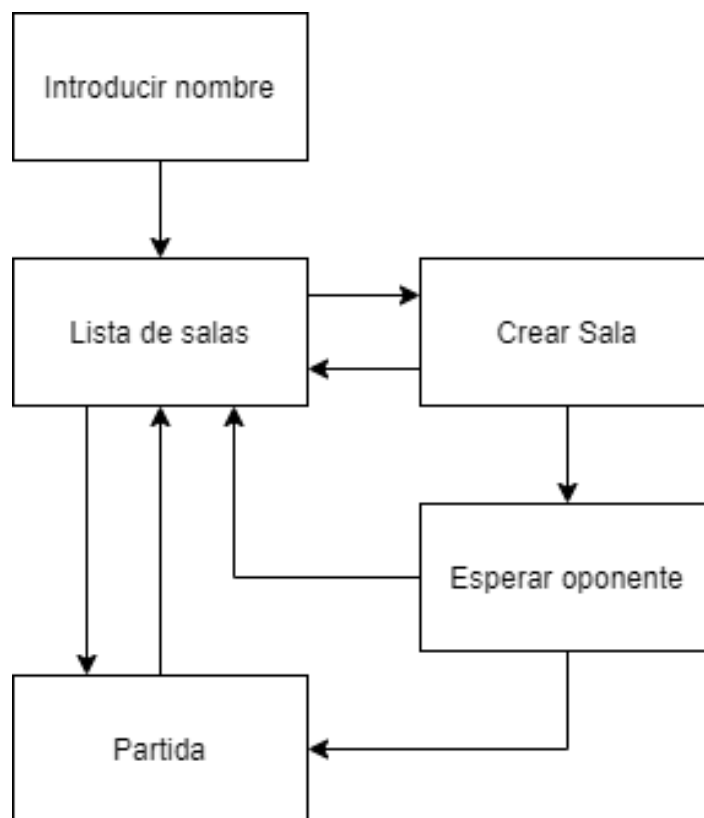 Introducir nombre
Lista de salas
Crear Sala
Esperar oponente
Partida